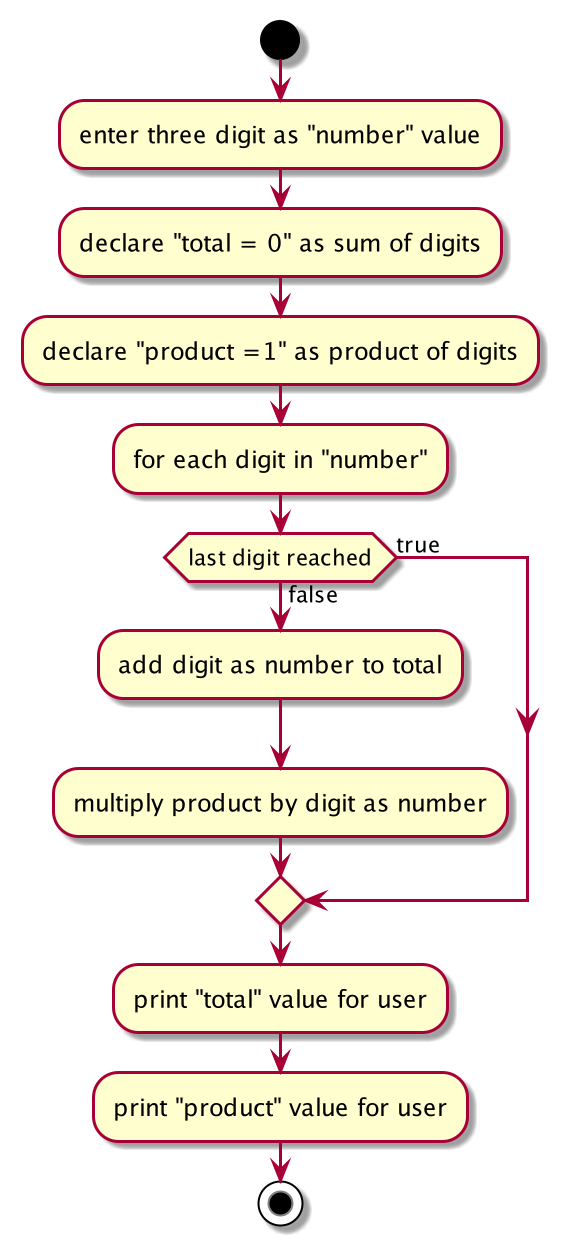 enter three digit as "number" value
declare "total = 0" as sum of digits
declare "product =1" as product of digits
for each digit in "number"
last digit reached
true
false
add digit as number to total
multiply product by digit as number
print "total" value for user
print "product" value for user